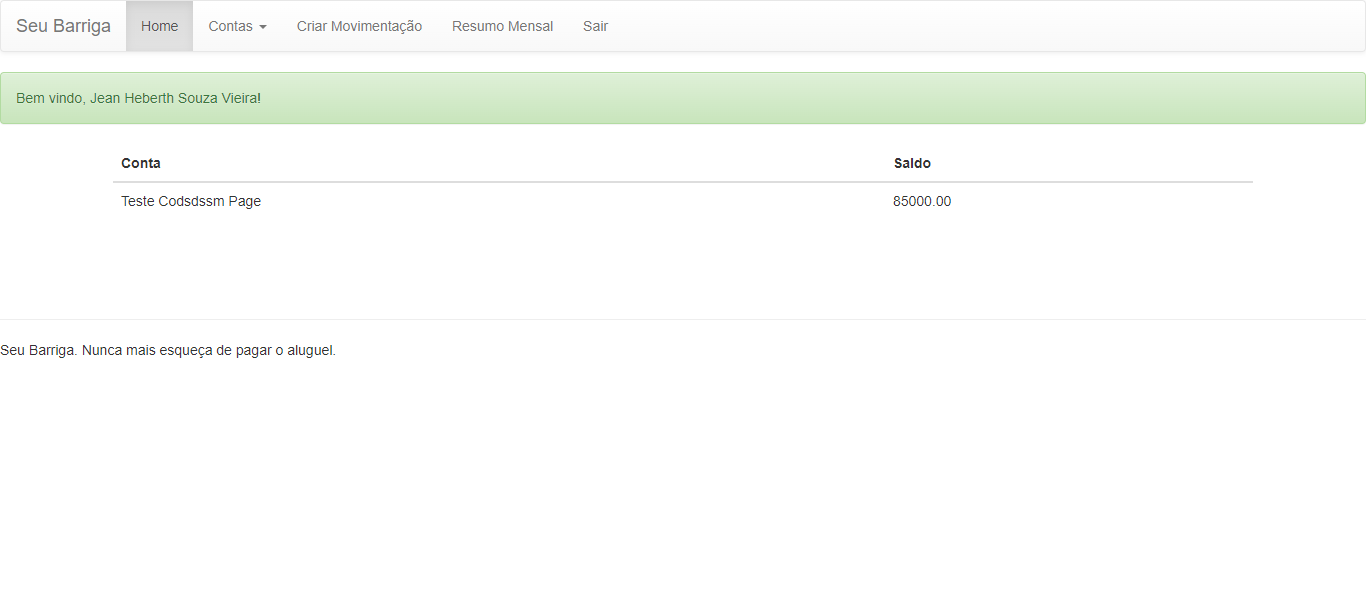 Seu Barriga Home Contas Criar Movimentação Resumo Mensal Sair
Bem vindo, Jean Heberth Souza Vieira!
Conta Saldo
Teste Codsdssm Page 85000.00
Seu Barriga. Nunca mais esqueça de pagar o aluguel.